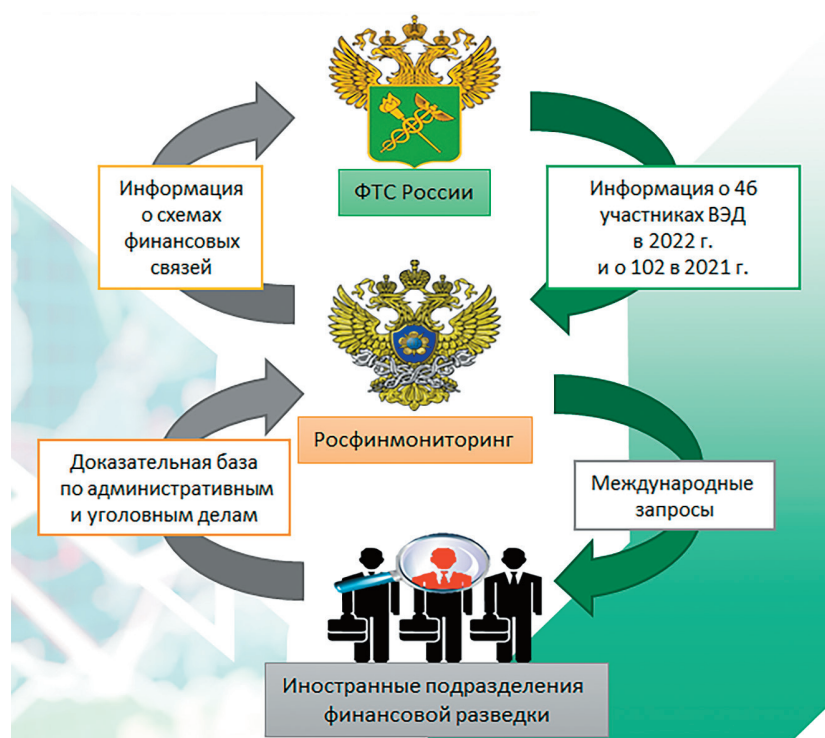 ФТС России
Информация
о схемах
финансовых
связей
Информация о 46
участниках ВЭД
в 2022 г.
и о 102 в 2021 г.
Росфинмониторинг
Доказательная база
по административным
и уголовным делам
Международные
запросы
Иностранные подразделения
финансовой разведки